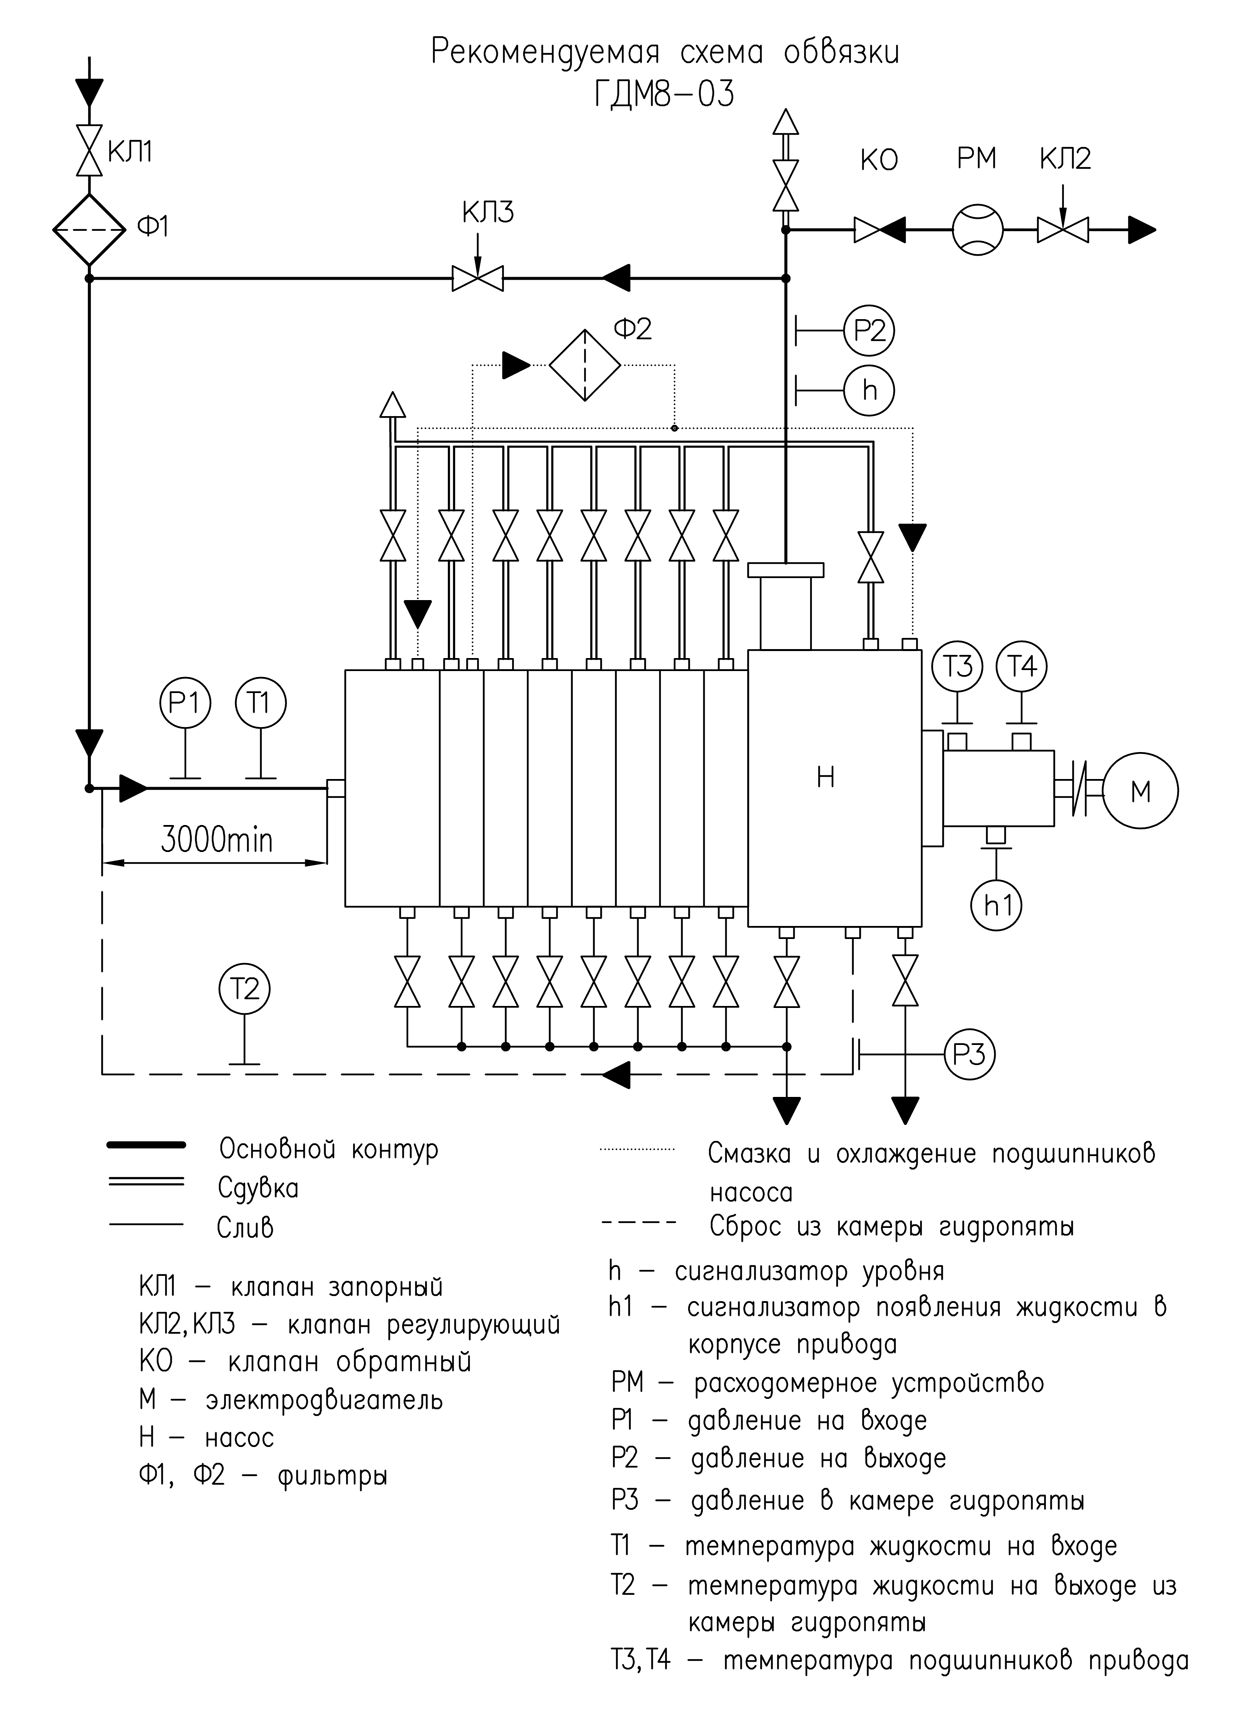 Рекомендуемая схема обвязки
ГДМ8-03
КЛ1
КО
РМ
КЛ2
Ф1
КЛ3
Р2
Ф2
h
Т3
Т4
Р1
Т1
Н
М
3000min
h1
Т2
Р3
Основной контур
Сдувка
Слив
КЛ1 – клапан запорный
КЛ2,КЛ3 – клапан регулирующий
КО – клапан обратный
М – электродвигатель
Н – насос
Ф1, Ф2 – фильтры
Смазка и охлаждение подшипников
насоса
Сброс из камеры гидропяты
h – сигнализатор уровня
h1 – сигнализатор появления жидкости в
корпусе привода
РМ – расходомерное устройство
Р1 – давление на входе
Р2 – давление на выходе
Р3 – давление в камере гидропяты
Т1 – температура жидкости на входе
Т2 – температура жидкости на выходе из
камеры гидропяты
Т3,Т4 – температура подшипников привода